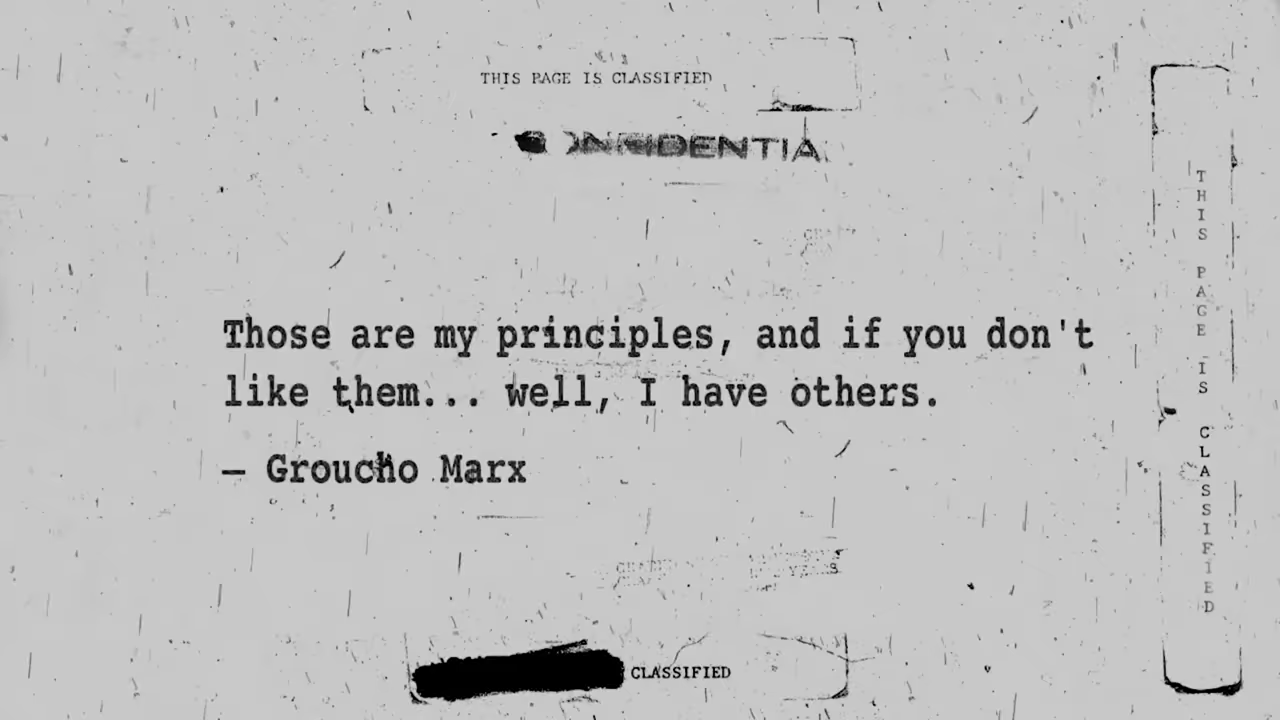 THIS PAGE IS CLASSIFIED
Those are my principles, and if you don't
like them... well, I have others.
— Groucho Marx
CLASSIFIED
THIS PAGE IS CLASSIFIED